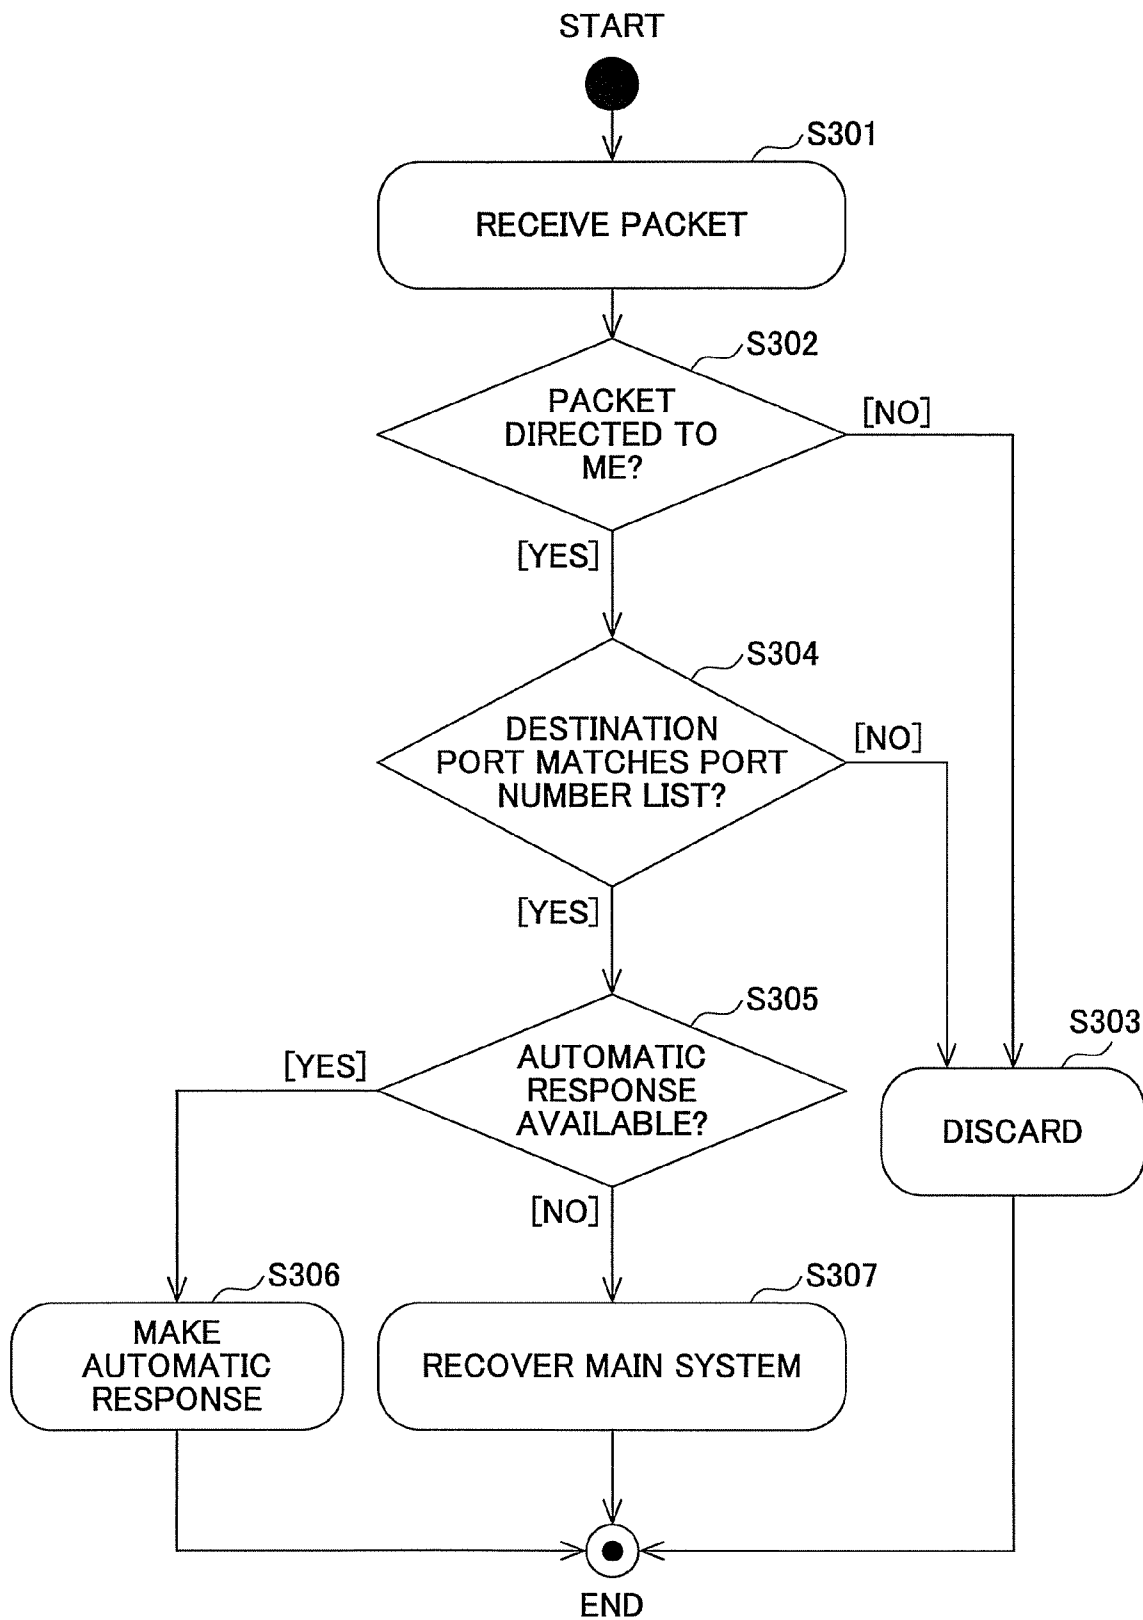 START
S301
RECEIVE PACKET
S302
PACKET
DIRECTED TO
ME?
[NO]
[YES]
S304
DESTINATION
PORT MATCHES PORT
NUMBER LIST?
[NO]
[YES]
S305
AUTOMATIC
RESPONSE
AVAILABLE?
[YES]
[NO]
S303
DISCARD
S306
MAKE
AUTOMATIC
RESPONSE
S307
RECOVER MAIN SYSTEM
END